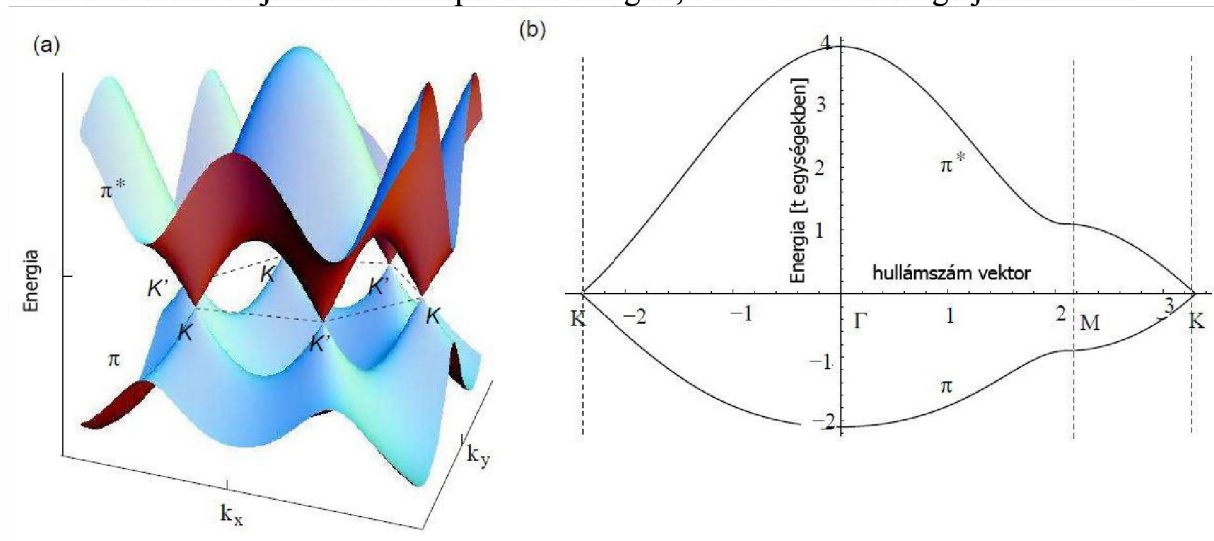 (a)
π*
Energia
K'
K
K'
K
K'
K
π
k_x
k_y
(b)
4
3
2
1
-1
-2
Energia [t egységekben]
π*
hullámszám vektor
K
-2
-1
Γ
1
2
M
3
K
π